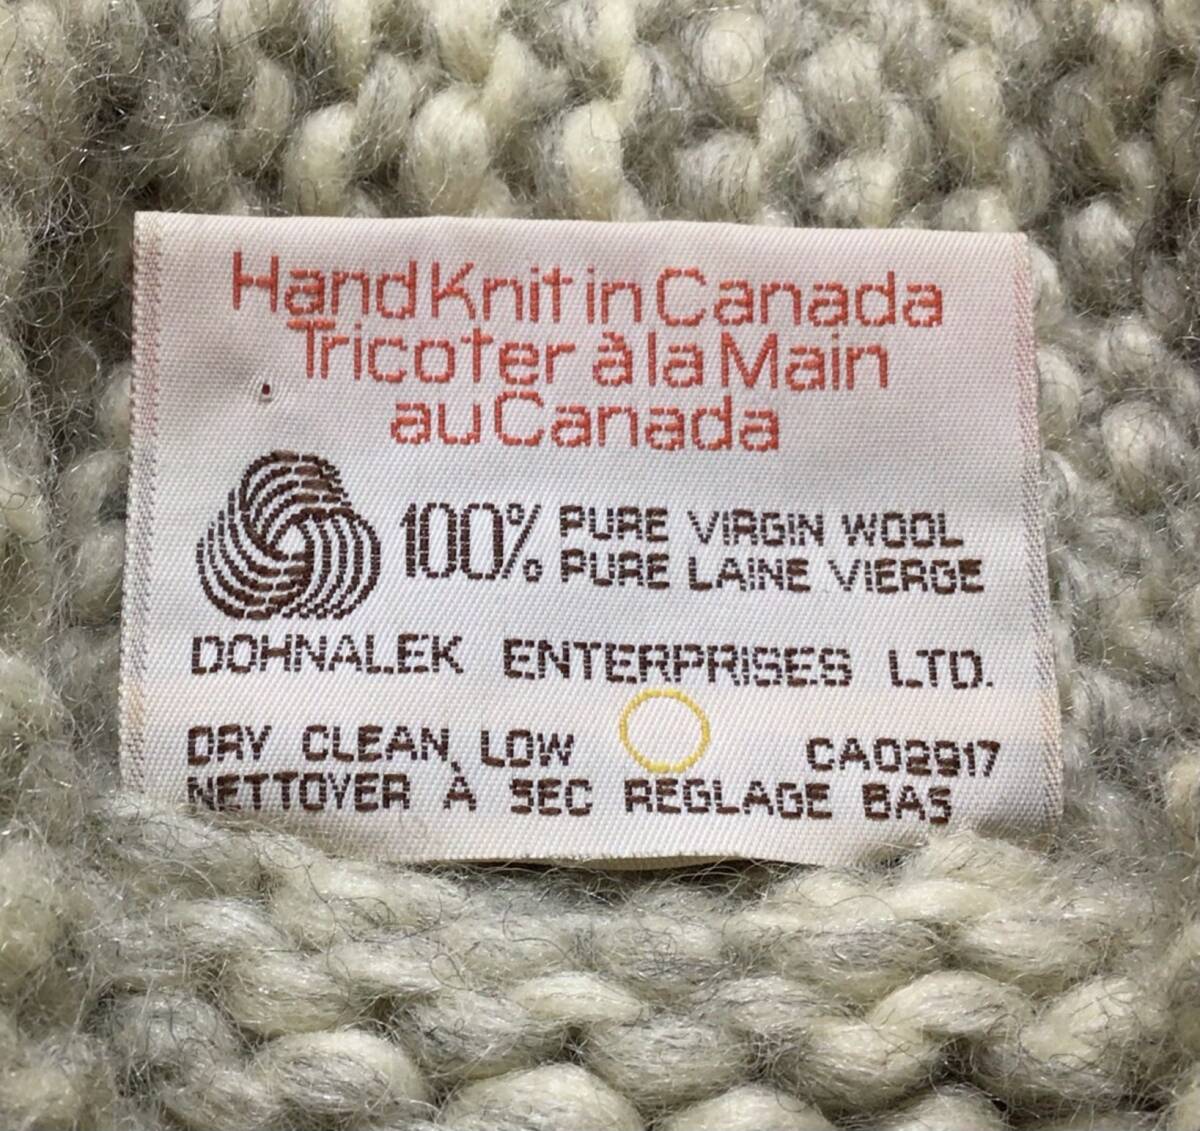 Hand Knit in Canada
Tricoter à la Main
au Canada
100% PURE VIRGIN WOOL
PURE LAINE VIERGE
DOHNALEK ENTERPRISES LTD.
DRY CLEAN, LOW CA02917
NETTOYER À SEC REGLAGE BAS